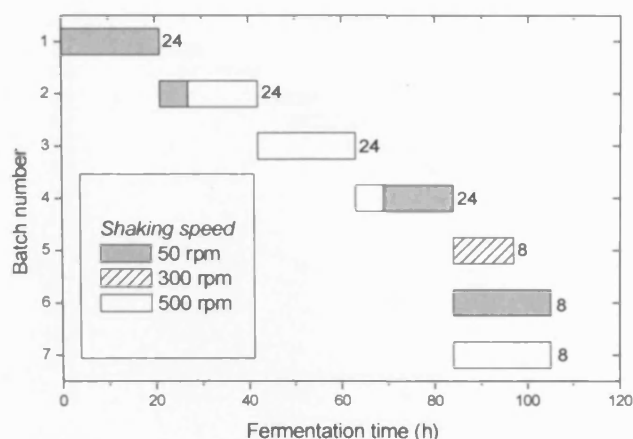 1
24
2
24
3
24
4
24
5
8
6
8
7
8
Batch number
Shaking speed
50 rpm
300 rpm
500 rpm
0 20 40 60 80 100 120
Fermentation time (h)